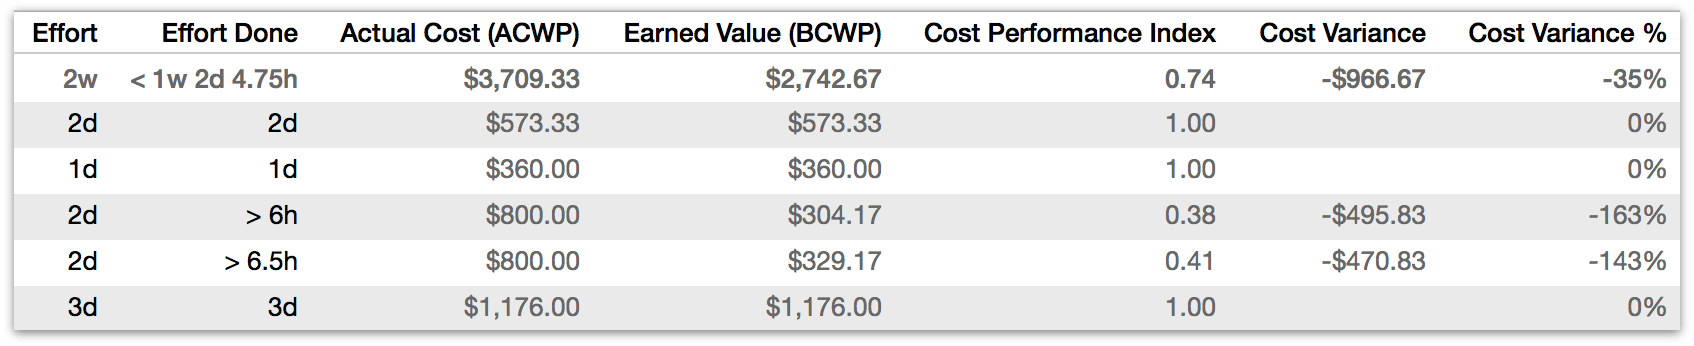 Effort Effort Done Actual Cost (ACWP) Earned Value (BCWP) Cost Performance Index Cost Variance Cost Variance %
2w < 1w 2d 4.75h $3,709.33 $2,742.67 0.74 -$966.67 -35%
2d 2d $573.33 $573.33 1.00 0%
1d 1d $360.00 $360.00 1.00 0%
2d > 6h $800.00 $304.17 0.38 -$495.83 -163%
2d > 6.5h $800.00 $329.17 0.41 -$470.83 -143%
3d 3d $1,176.00 $1,176.00 1.00 0%